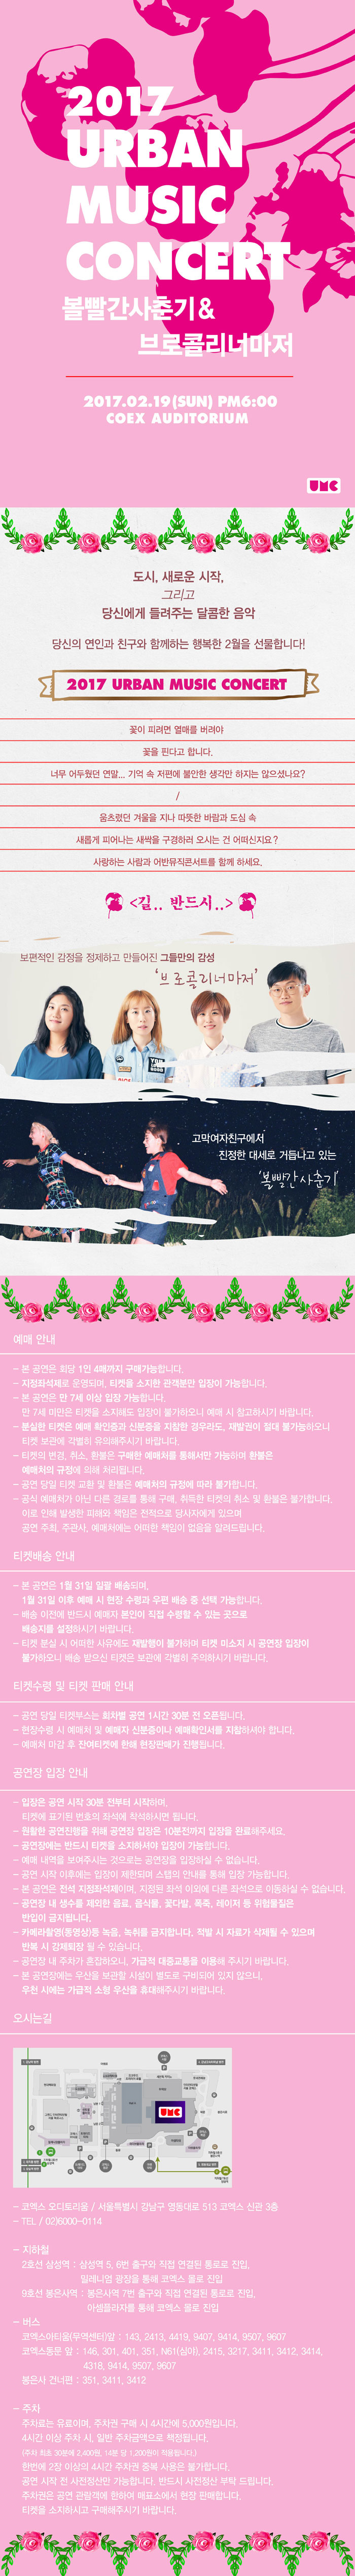 2017
URBAN
MUSIC
CONCERT
볼빨간사춘기&
브로콜리너마저
2017.02.19(SUN) PM6:00
COEX AUDITORIUM
UMC
도시, 새로운 시작,
그리고
당신에게 들려주는 달콤한 음악
당신의 연인과 친구와 함께하는 행복한 2월을 선물합니다!
2017 URBAN MUSIC CONCERT
꽃이 피려면 열매를 버려야
꽃을 핀다고 합니다.
너무 어두웠던 연말... 기억 속 저편에 불안한 생각만 하지는 않으셨나요?
/
움츠렸던 겨울을 지나 따뜻한 바람과 도심 속
새롭게 피어나는 새싹을 구경하러 오시는 건 어떠신지요?
사랑하는 사람과 어반뮤직콘서트를 함께 하세요.
<길.. 반드시..>
보편적인 감정을 정제하고 만들어진 그들만의 감성
'브로콜리너마저'
고막여자친구에서
진정한 대세로 거듭나고 있는
'볼빨간사춘기'
예매 안내
- 본 공연은 회당 1인 4매까지 구매가능합니다.
- 지정좌석제로 운영되며, 티켓을 소지한 관객분만 입장이 가능합니다.
- 본 공연은 만 7세 이상 입장 가능합니다.
만 7세 미만은 티켓을 소지해도 입장이 불가하오니 예매 시 참고하시기 바랍니다.
- 분실한 티켓은 예매 확인증과 신분증을 지참한 경우라도, 재발권이 절대 불가능하오니
티켓 보관에 각별히 유의해주시기 바랍니다.
- 티켓의 변경, 취소, 환불은 구매한 예매처를 통해서만 가능하며 환불은
예매처의 규정에 의해 처리됩니다.
- 공연 당일 티켓 교환 및 환불은 예매처의 규정에 따라 불가합니다.
- 공식 예매처가 아닌 다른 경로를 통해 구매, 취득한 티켓의 취소 및 환불은 불가합니다.
이로 인해 발생한 피해와 책임은 전적으로 당사자에게 있으며
공연 주최, 주관사, 예매처에는 어떠한 책임이 없음을 알려드립니다.
티켓배송 안내
- 본 공연은 1월 31일 일괄 배송되며,
1월 31일 이후 예매 시 현장 수령과 우편 배송 중 선택 가능합니다.
- 배송 이전에 반드시 예매자 본인이 직접 수령할 수 있는 곳으로
배송지를 설정하시기 바랍니다.
- 티켓 분실 시 어떠한 사유에도 재발행이 불가하며 티켓 미소지 시 공연장 입장이
불가하오니 배송 받으신 티켓은 보관에 각별히 주의하시기 바랍니다.
티켓수령 및 티켓 판매 안내
- 공연 당일 티켓부스는 회차별 공연 1시간 30분 전 오픈됩니다.
- 현장수령 시 예매처 및 예매자 신분증이나 예매확인서를 지참하셔야 합니다.
- 예매처 마감 후 잔여티켓에 한해 현장판매가 진행됩니다.
공연장 입장 안내
- 입장은 공연 시작 30분 전부터 시작하여,
티켓에 표기된 번호의 좌석에 착석하시면 됩니다.
- 원활한 공연진행을 위해 공연장 입장은 10분전까지 입장을 완료해주세요.
- 공연장에는 반드시 티켓을 소지하셔야 입장이 가능합니다.
- 예매 내역을 보여주시는 것으로는 공연장을 입장하실 수 없습니다.
- 공연 시작 이후에는 입장이 제한되며 스탭의 안내를 통해 입장 가능합니다.
- 본 공연은 전석 지정좌석제이며, 지정된 좌석 이외에 다른 좌석으로 이동하실 수 없습니다.
- 공연장 내 생수를 제외한 음료, 음식물, 꽃다발, 폭죽, 레이저 등 위험물질은
반입이 금지됩니다.
- 카메라촬영(동영상)등 녹음, 녹취를 금지합니다. 적발 시 자료가 삭제될 수 있으며
반복 시 강제퇴장 될 수 있습니다.
- 공연장 내 주차가 혼잡하오니, 가급적 대중교통을 이용해 주시기 바랍니다.
- 본 공연장에는 우산을 보관할 시설이 별도로 구비되어 있지 않으니,
우천 시에는 가급적 소형 우산을 휴대해주시기 바랍니다.
오시는길
UMC
- 코엑스 오디토리움 / 서울특별시 강남구 영동대로 513 코엑스 신관 3층
- TEL / 02)6000-0114
- 지하철
2호선 삼성역 : 삼성역 5, 6번 출구와 직접 연결된 통로로 진입,
밀레니엄 광장을 통해 코엑스 몰로 진입
9호선 봉은사역 : 봉은사역 7번 출구와 직접 연결된 통로로 진입,
아셈플라자를 통해 코엑스 몰로 진입
- 버스
코엑스아티움(무역센터)앞 : 143, 2413, 4419, 9407, 9414, 9507, 9607
코엑스동문 앞 : 146, 301, 401, 351, N61(심야), 2415, 3217, 3411, 3412, 3414,
4318, 9414, 9507, 9607
봉은사 건너편 : 351, 3411, 3412
- 주차
주차료는 유료이며, 주차권 구매 시 4시간에 5,000원입니다.
4시간 이상 주차 시, 일반 주차금액으로 책정됩니다.
(주차 최초 30분에 2,400원, 14분 당 1,200원이 적용됩니다.)
한번에 2장 이상의 4시간 주차권 중복 사용은 불가합니다.
공연 시작 전 사전정산만 가능합니다. 반드시 사전정산 부탁 드립니다.
주차권은 공연 관람객에 한하여 매표소에서 현장 판매합니다.
티켓을 소지하시고 구매해주시기 바랍니다.